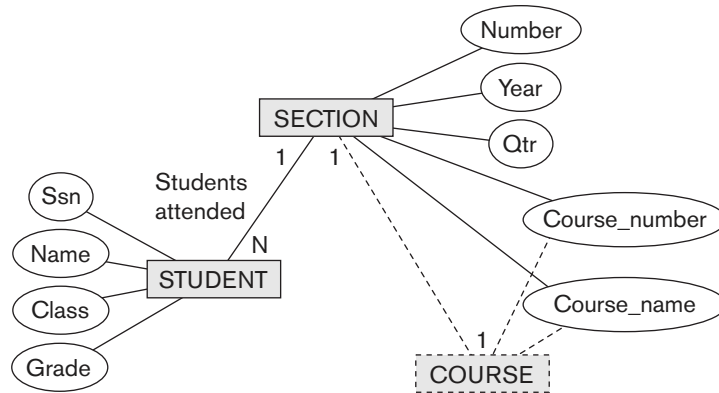 Number
Year
SECTION
Qtr
1
1
Students
attended
Ssn
Course_number
Name
N
STUDENT
Class
Course_name
Grade
1
COURSE